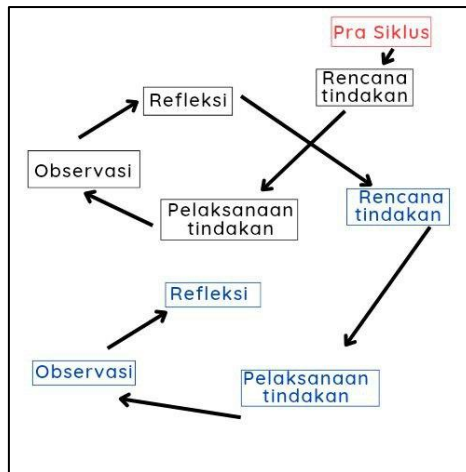 Pra Siklus
Rencana
tindakan
Refleksi
Observasi
Pelaksanaan
tindakan
Rencana
tindakan
Refleksi
Observasi
Pelaksanaan
tindakan